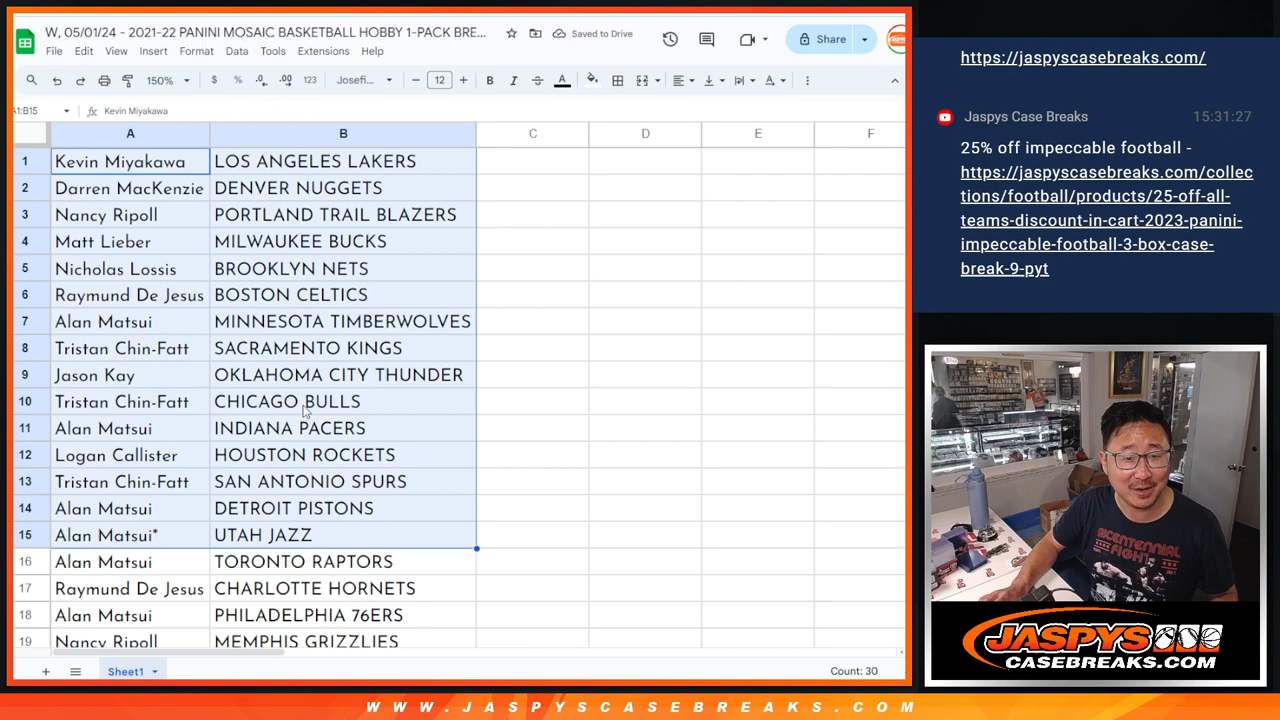 W, 05/01/24 - 2021-22 PANINI MOSAIC BASKETBALL HOBBY 1-PACK BRE...
Saved to Drive
Share
File Edit View Insert Format Data Tools Extensions Help
150% $ % .0 .00 123 Josefi... − 12 + B I A
A1:B15 fx Kevin Miyakawa
A B C D E F
1 Kevin Miyakawa LOS ANGELES LAKERS
2 Darren MacKenzie DENVER NUGGETS
3 Nancy Ripoll PORTLAND TRAIL BLAZERS
4 Matt Lieber MILWAUKEE BUCKS
5 Nicholas Lossis BROOKLYN NETS
6 Raymund De Jesus BOSTON CELTICS
7 Alan Matsui MINNESOTA TIMBERWOLVES
8 Tristan Chin-Fatt SACRAMENTO KINGS
9 Jason Kay OKLAHOMA CITY THUNDER
10 Tristan Chin-Fatt CHICAGO BULLS
11 Alan Matsui INDIANA PACERS
12 Logan Callister HOUSTON ROCKETS
13 Tristan Chin-Fatt SAN ANTONIO SPURS
14 Alan Matsui DETROIT PISTONS
15 Alan Matsui* UTAH JAZZ
16 Alan Matsui TORONTO RAPTORS
17 Raymund De Jesus CHARLOTTE HORNETS
18 Alan Matsui PHILADELPHIA 76ERS
19 Nancy Ripoll MEMPHIS GRIZZLIES
Sheet1
Count: 30
https://jaspyscasebreaks.com/
Jaspys Case Breaks 15:31:27
25% off impeccable football -
https://jaspyscasebreaks.com/collec
tions/football/products/25-off-all-
teams-discount-in-cart-2023-panini-
impeccable-football-3-box-case-
break-9-pyt
BICENTENNIAL
FIGHT
JASPYS
CASEBREAKS.COM
WWW.JASPYSCASEBREAKS.COM